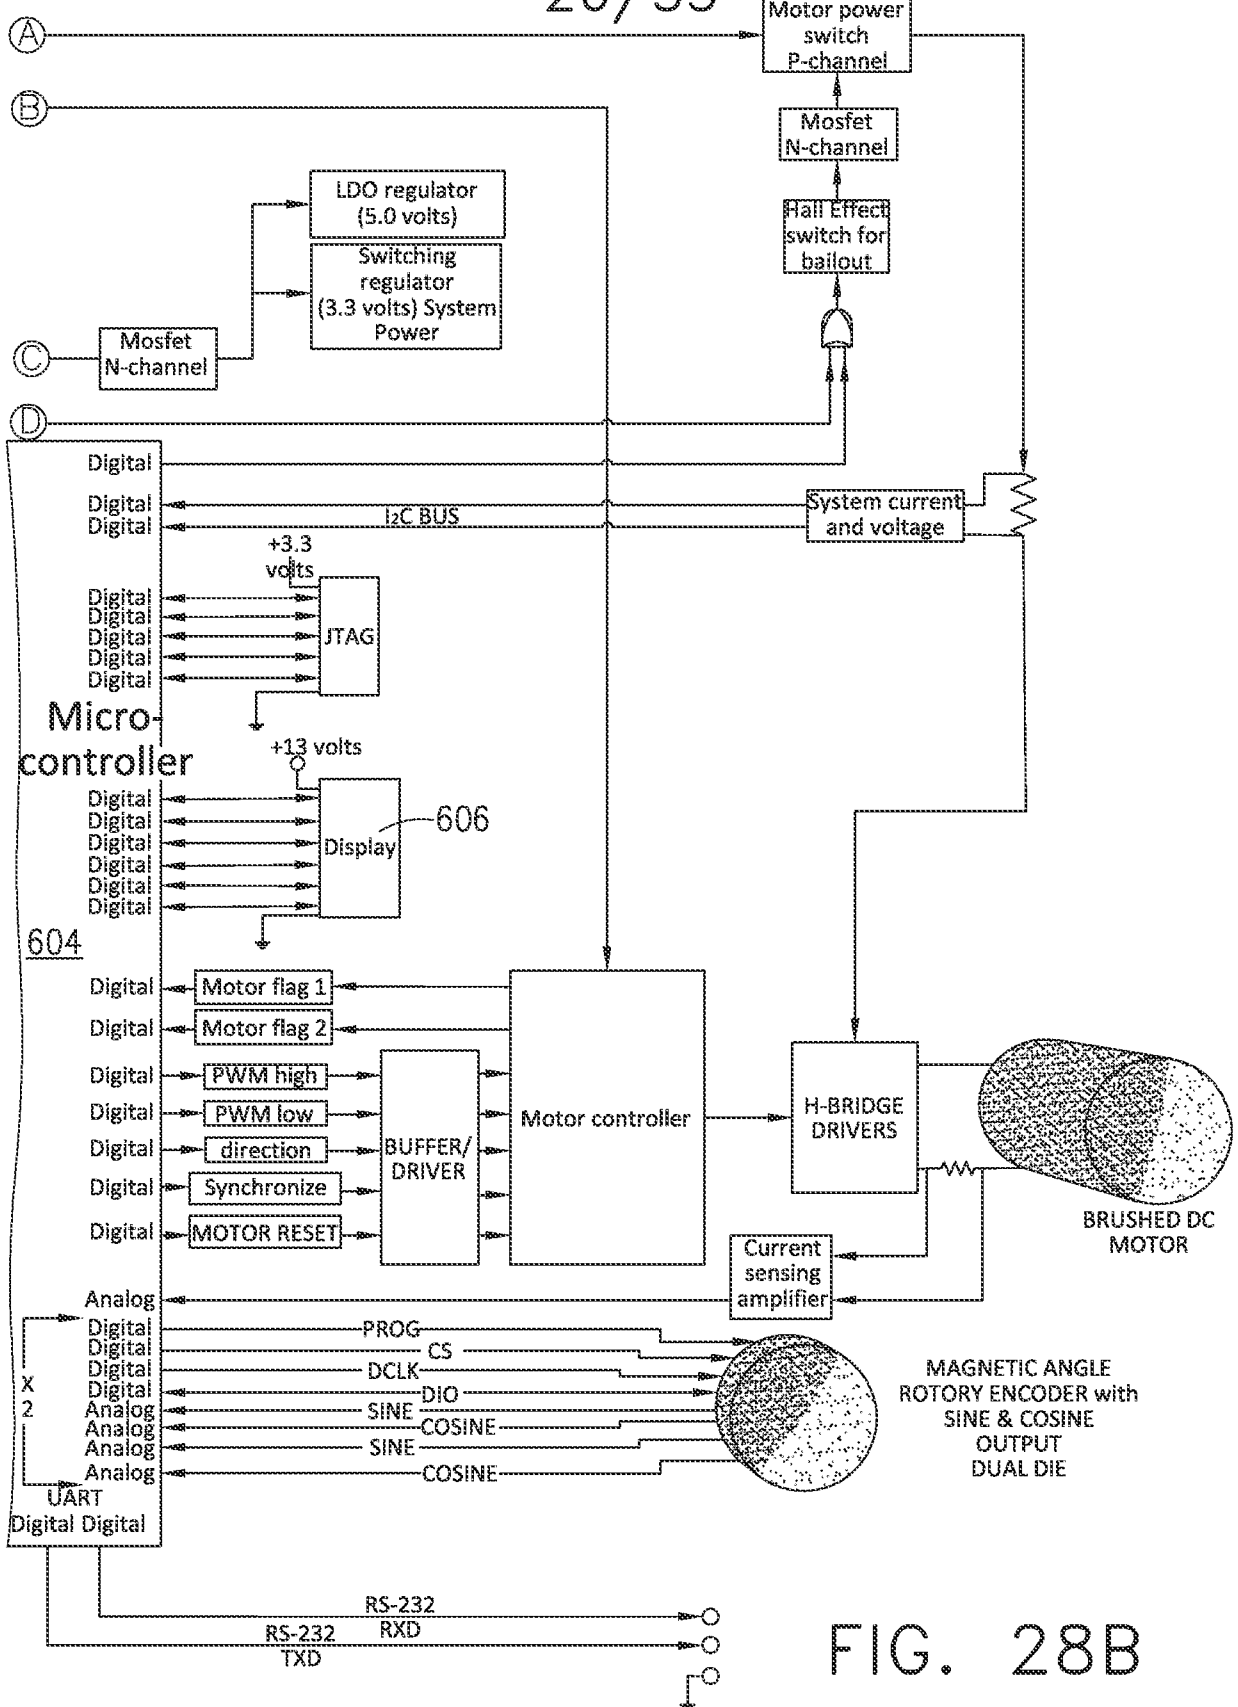 26/35
A
Motor power
switch
P-channel
B
Mosfet
N-channel
LDO regulator
(5.0 volts)
Hall Effect
switch for
bailout
Switching
regulator
(3.3 volts) System
Power
C
Mosfet
N-channel
D
Digital
Digital
Digital
I2C BUS
System current
and voltage
+3.3
volts
Digital
Digital
Digital
Digital
Digital
JTAG
Micro-
controller
+13 volts
Digital
Digital
Digital
Digital
Digital
Digital
Display
606
604
Digital
Motor flag 1
Digital
Motor flag 2
Digital
PWM high
Digital
PWM low
Digital
direction
Digital
Synchronize
Digital
MOTOR RESET
BUFFER/
DRIVER
Motor controller
H-BRIDGE
DRIVERS
BRUSHED DC
MOTOR
Current
sensing
amplifier
Analog
Digital
PROG
Digital
CS
Digital
DCLK
Digital
DIO
Analog
SINE
Analog
COSINE
Analog
SINE
Analog
COSINE
X
2
MAGNETIC ANGLE
ROTORY ENCODER with
SINE & COSINE
OUTPUT
DUAL DIE
UART
Digital Digital
RS-232
RXD
RS-232
TXD
FIG. 28B